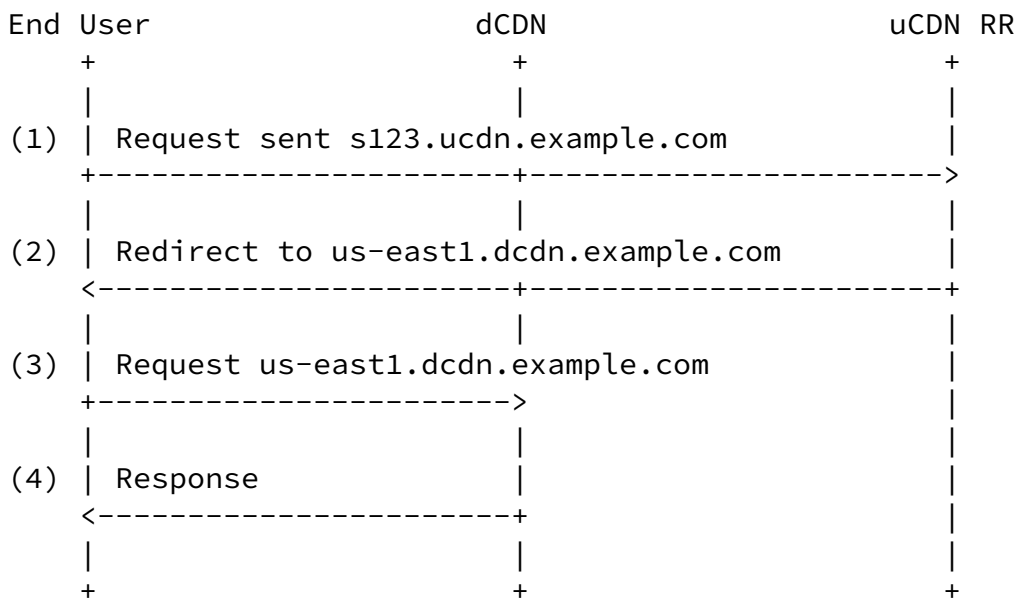 End User dCDN uCDN RR
(1) Request sent s123.ucdn.example.com
(2) Redirect to us-east1.dcdn.example.com
(3) Request us-east1.dcdn.example.com
(4) Response